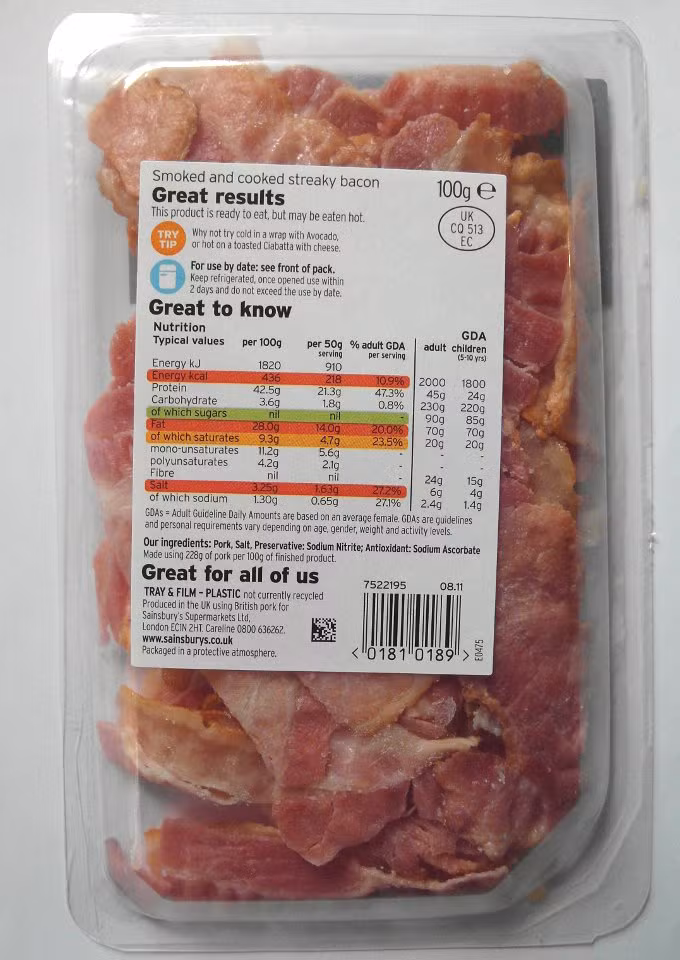 Smoked and cooked streaky bacon
Great results
This product is ready to eat, but may be eaten hot.
100g e
UK
CQ 513
EC
TRY
TIP
Why not try cold in a wrap with Avocado,
or hot on a toasted Ciabatta with cheese.
For use by date: see front of pack.
Keep refrigerated, once opened use within
2 days and do not exceed the use by date.
Great to know
Nutrition
Typical values per 100g per 50g serving % adult GDA per serving GDA adult children (5-10 yrs)
Energy kJ 1820 910
Energy kcal 436 218 10.9% 2000 1800
Protein 42.5g 21.3g 47.3% 45g 24g
Carbohydrate 3.6g 1.8g 0.8% 230g 220g
of which sugars nil nil - 90g 85g
Fat 28.0g 14.0g 20.0% 70g 70g
of which saturates 9.3g 4.7g 23.5% 20g 20g
mono-unsaturates 11.2g 5.6g - - -
polyunsaturates 4.2g 2.1g - - -
Fibre nil nil - 24g 15g
Salt 3.25g 1.63g 27.2% 6g 4g
of which sodium 1.30g 0.65g 27.1% 2.4g 1.4g
GDAs = Adult Guideline Daily Amounts are based on an average female. GDAs are guidelines
and personal requirements vary depending on age, gender, weight and activity levels.
Our ingredients: Pork, Salt, Preservative: Sodium Nitrite; Antioxidant: Sodium Ascorbate
Made using 228g of pork per 100g of finished product.
Great for all of us
TRAY & FILM – PLASTIC not currently recycled
Produced in the UK using British pork for
Sainsbury's Supermarkets Ltd,
London EC1N 2HT. Careline 0800 636262.
www.sainsburys.co.uk
Packaged in a protective atmosphere.
7522195 08.11
< 0181 0189 >
E0475